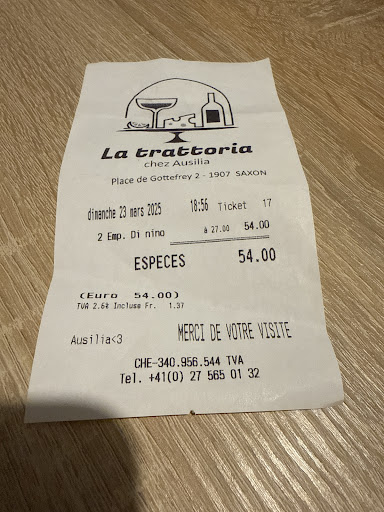 La trattoria
chez Ausilia
Place de Gottefrey 2 - 1907 SAXON
dimanche 23 mars 2025 18:56 Ticket 17
2 Emp. Di nino à 27.00 54.00
ESPECES 54.00
(Euro 54.00)
TVA 2.6% Incluse Fr. 1.37
Ausilia<3 MERCI DE VOTRE VISITE
CHE-340.956.544 TVA
Tel. +41(0) 27 565 01 32